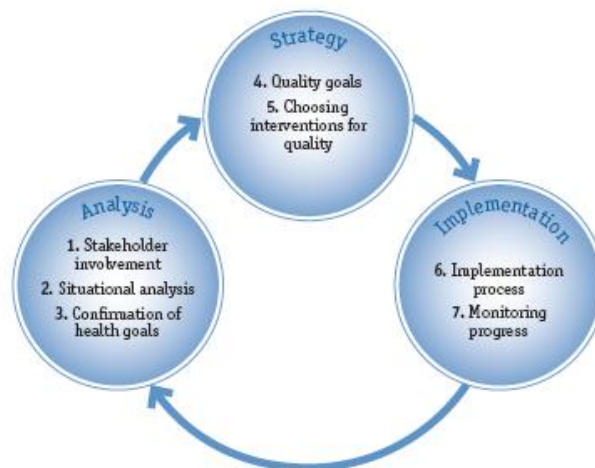 Strategy
4. Quality goals
5. Choosing
interventions for
quality
Analysis
1. Stakeholder
involvement
2. Situational analysis
3. Confirmation of
health goals
Implementation
6. Implementation
process
7. Monitoring
progress